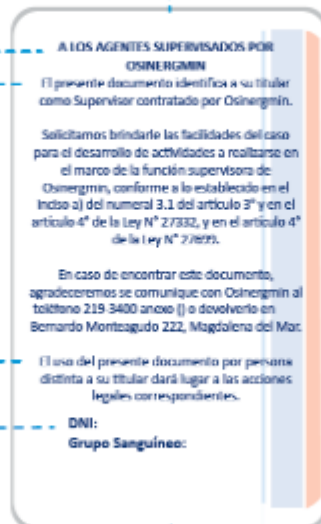 A LOS AGENTES SUPERVISADOS POR
OSINERGMIN
El presente documento identifica a su titular
como Supervisor contratado por Osinergmin.
Solicitamos brindarle las facilidades del caso
para el desarrollo de actividades a realizarse en
el marco de la función supervisora de
Osinergmin, conforme a lo establecido en el
inciso a) del numeral 3.1 del artículo 3° y en el
artículo 4° de la Ley N° 27332, y en el artículo 4°
de la Ley N° 27699.
En caso de encontrar este documento,
agradeceremos se comunique con Osinergmin al
teléfono 219-3400 anexo () o devolverlo en
Bernardo Monteagudo 222, Magdalena del Mar.
El uso del presente documento por persona
distinta a su titular dará lugar a las acciones
legales correspondientes.
DNI:
Grupo Sanguíneo: